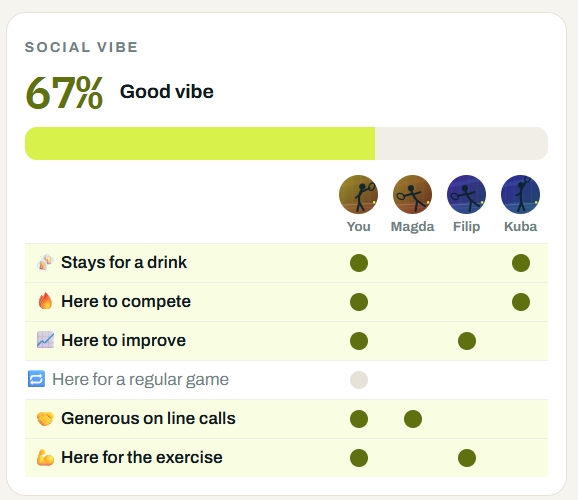 SOCIAL VIBE
67% Good vibe
You Magda Filip Kuba
Stays for a drink
Here to compete
Here to improve
Here for a regular game
Generous on line calls
Here for the exercise